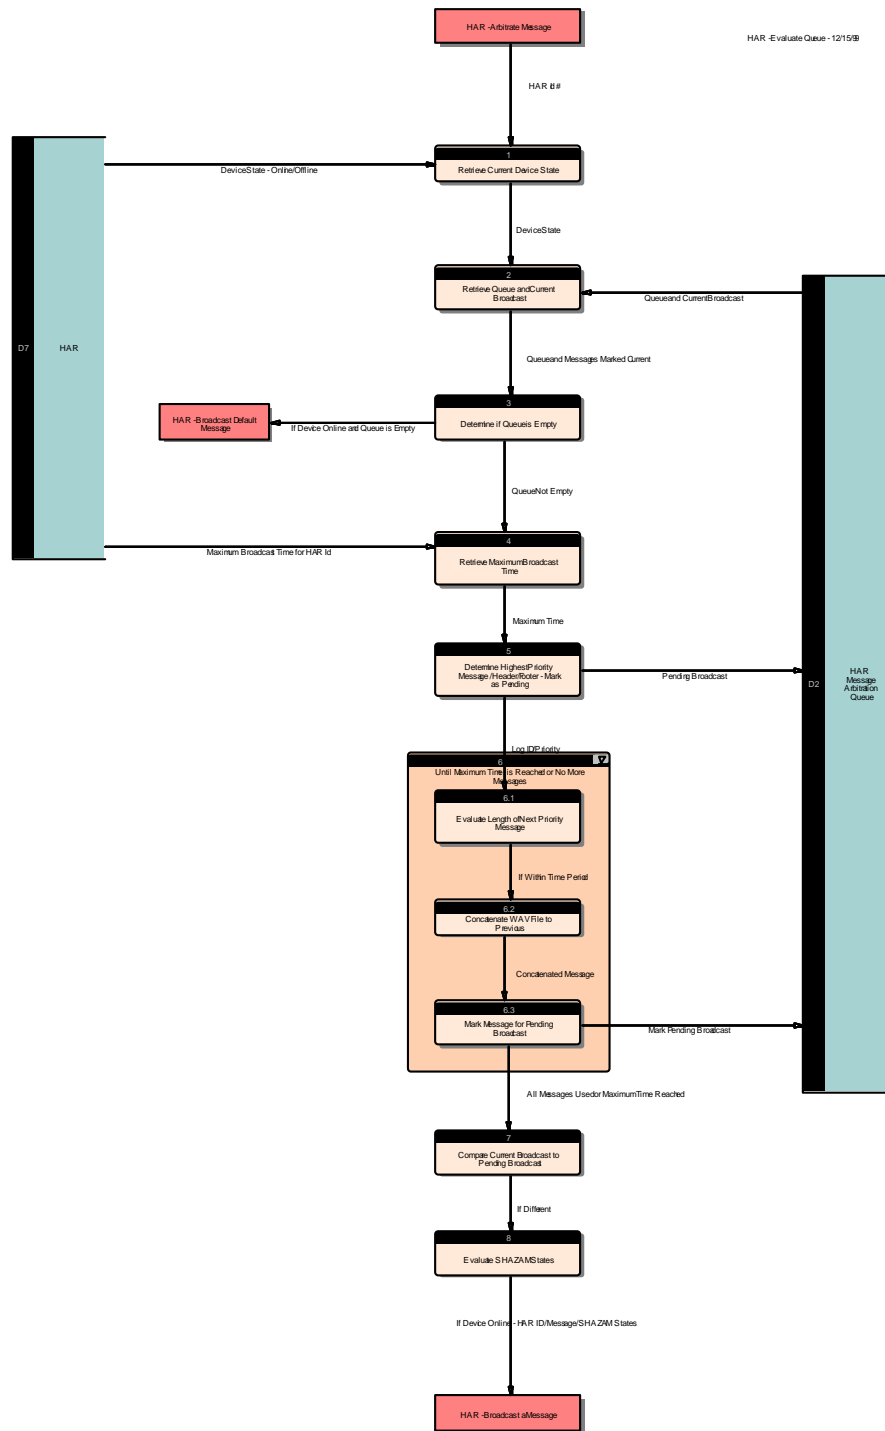 HAR - Arbitrate Message
HAR - Evaluate Queue - 12/15/99
HAR Id #
1
Retrieve Current Device State
Device State - Online/Offline
Device State
2
Retrieve Queue and Current
Broadcast
Queue and Current Broadcast
D7
HAR
Queue and Messages Marked Current
3
Determine if Queue is Empty
HAR - Broadcast Default
Message
If Device Online and Queue is Empty
Queue Not Empty
4
Retrieve Maximum Broadcast
Time
Maximum Broadcast Time for HAR Id
Maximum Time
5
Determine Highest Priority
Message / Header/Footer - Mark
as Pending
Pending Broadcast
D2
HAR
Message
Arbitration
Queue
Log ID/Priority
6
Until Maximum Time is Reached or No More
Messages
6.1
Evaluate Length of Next Priority
Message
If Within Time Period
6.2
Concatenate WAV File to
Previous
Concatenated Message
6.3
Mark Message for Pending
Broadcast
Mark Pending Broadcast
All Messages Used or Maximum Time Reached
7
Compare Current Broadcast to
Pending Broadcast
If Different
8
Evaluate SHAZAM States
If Device Online - HAR ID/Message/SHAZAM States
HAR - Broadcast a Message